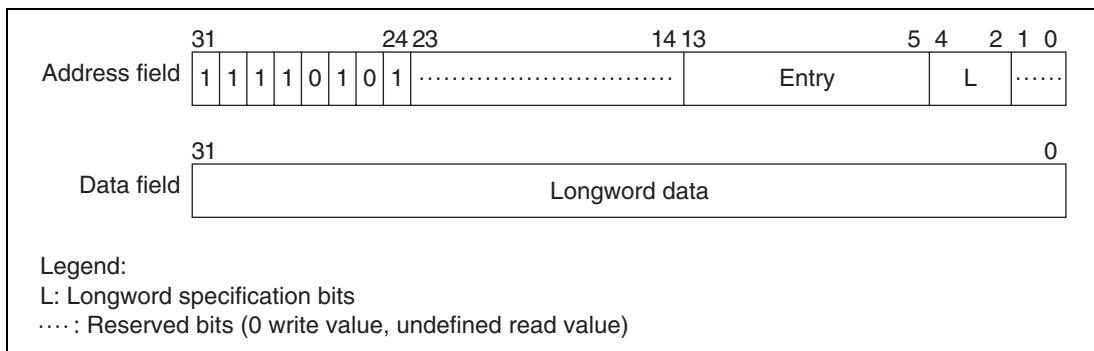 31 24 23 14 13 5 4 2 1 0
Address field 1 1 1 1 0 1 0 1 ·············· Entry L ······
31 0
Data field Longword data
Legend:
L: Longword specification bits
···· : Reserved bits (0 write value, undefined read value)